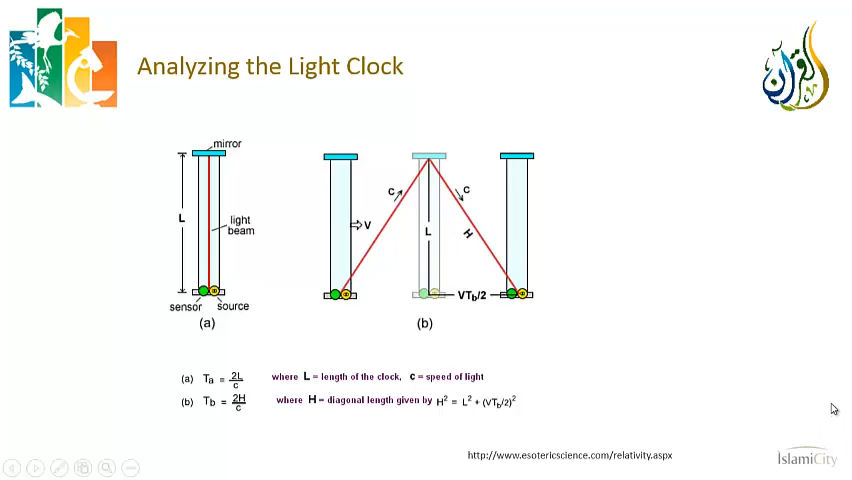 Analyzing the Light Clock
القرآن
mirror
L
light
beam
sensor
source
(a)
V
C
C
L
H
VTb/2
(b)
(a) Ta = 2L/c where L = length of the clock, c = speed of light
(b) Tb = 2H/c where H = diagonal length given by H² = L² + (VTb/2)²
http://www.esotericscience.com/relativity.aspx
IslamiCity